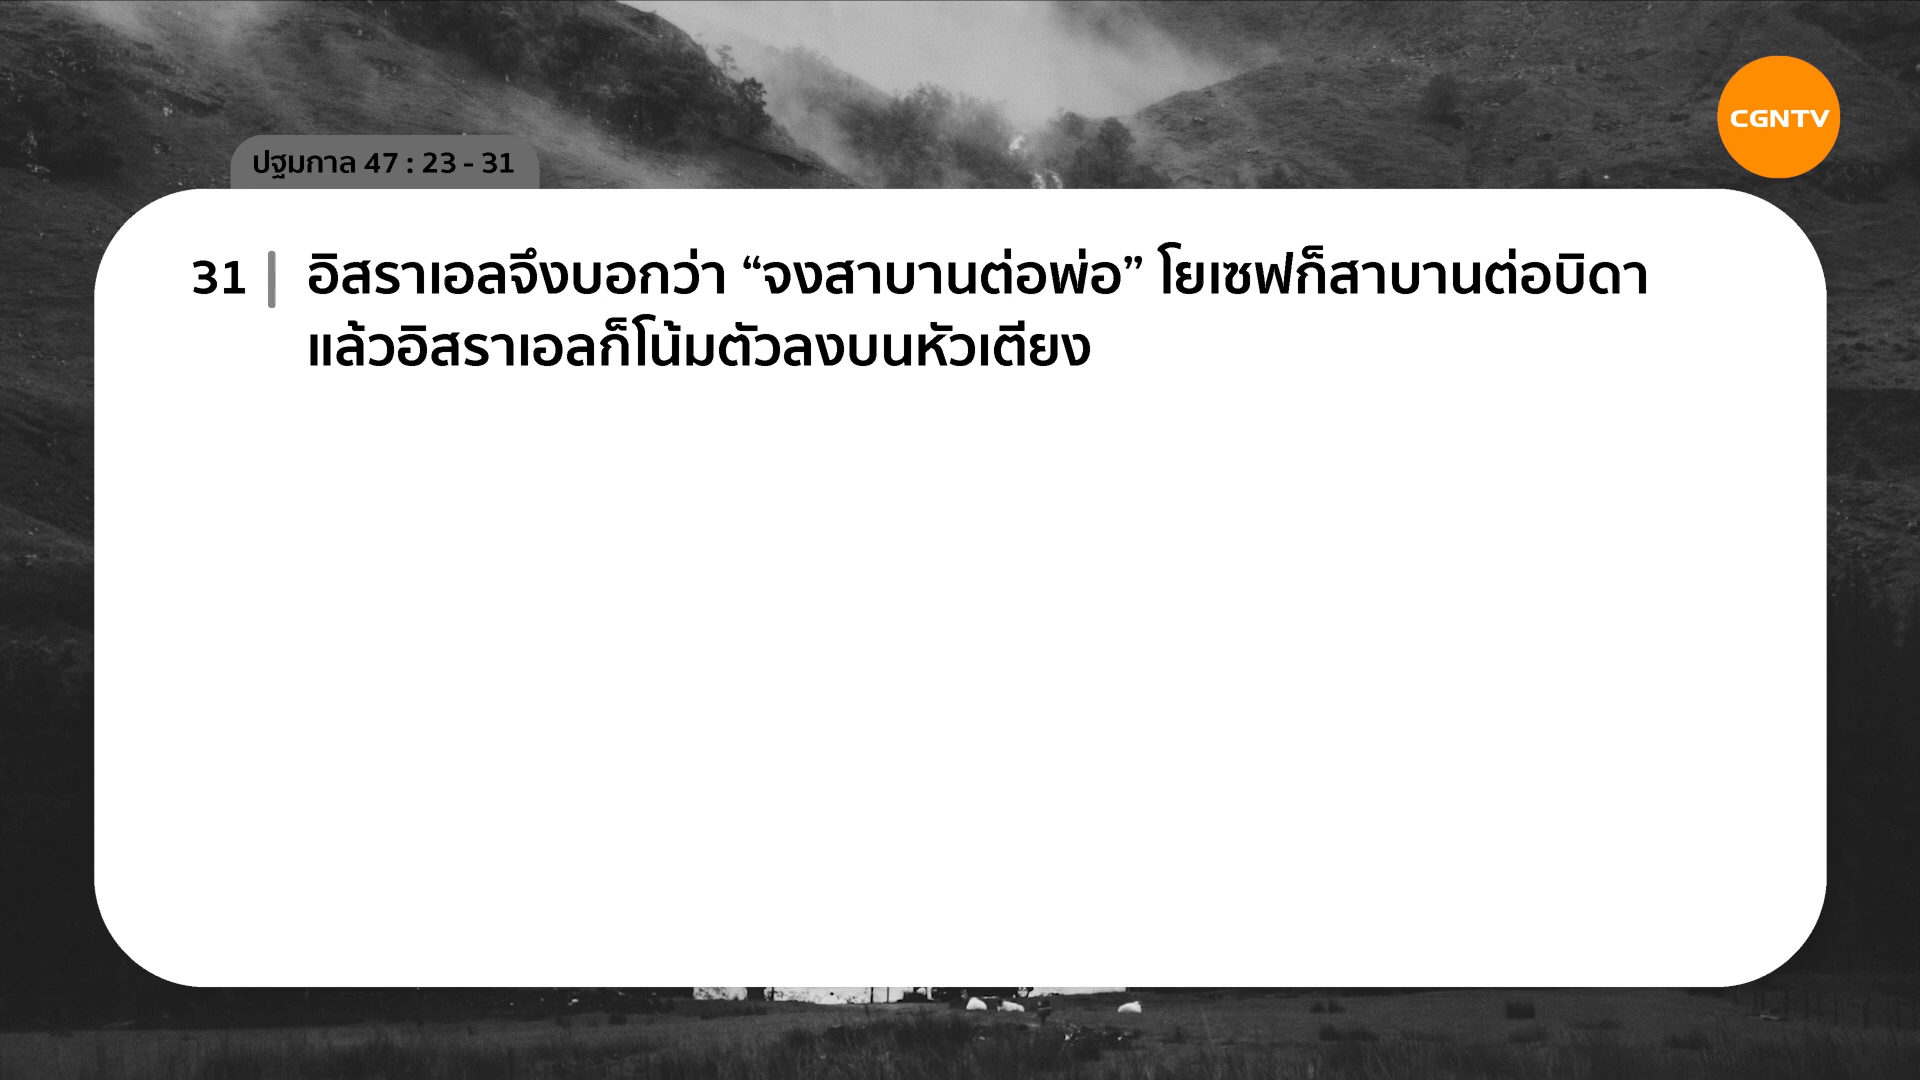 CGNTV
ปฐมกาล 47 : 23 - 31
31 | อิสราเอลจึงบอกว่า “จงสาบานต่อพ่อ” โยเซฟก็สาบานต่อบิดา
แล้วอิสราเอลก็โน้มตัวลงบนหัวเตียง